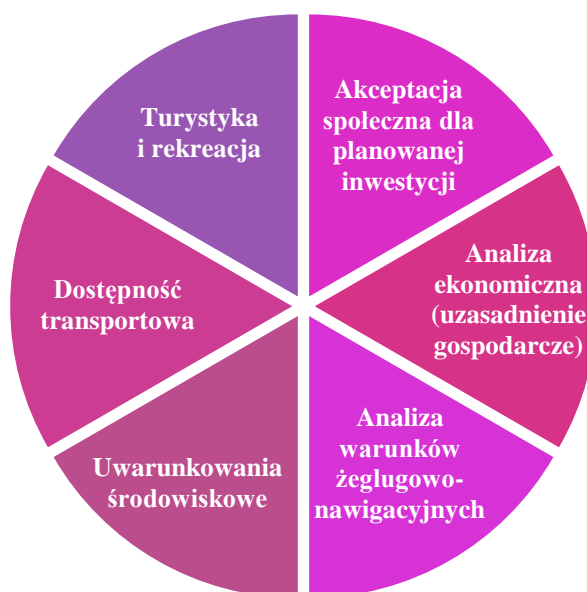 Turystyka
i rekreacja
Akceptacja
społeczna dla
planowanej
inwestycji
Analiza
ekonomiczna
(uzasadnienie
gospodarcze)
Analiza
warunków
żeglugowo-
nawigacyjnych
Uwarunkowania
środowiskowe
Dostępność
transportowa